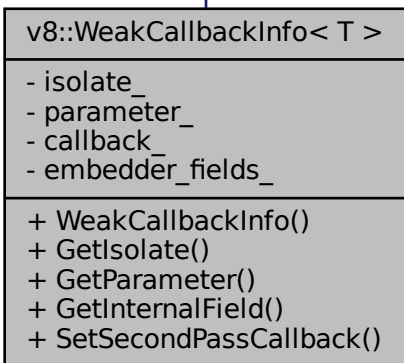 v8::WeakCallbackInfo< T >
- isolate_
- parameter_
- callback_
- embedder_fields_
+ WeakCallbackInfo()
+ GetIsolate()
+ GetParameter()
+ GetInternalField()
+ SetSecondPassCallback()